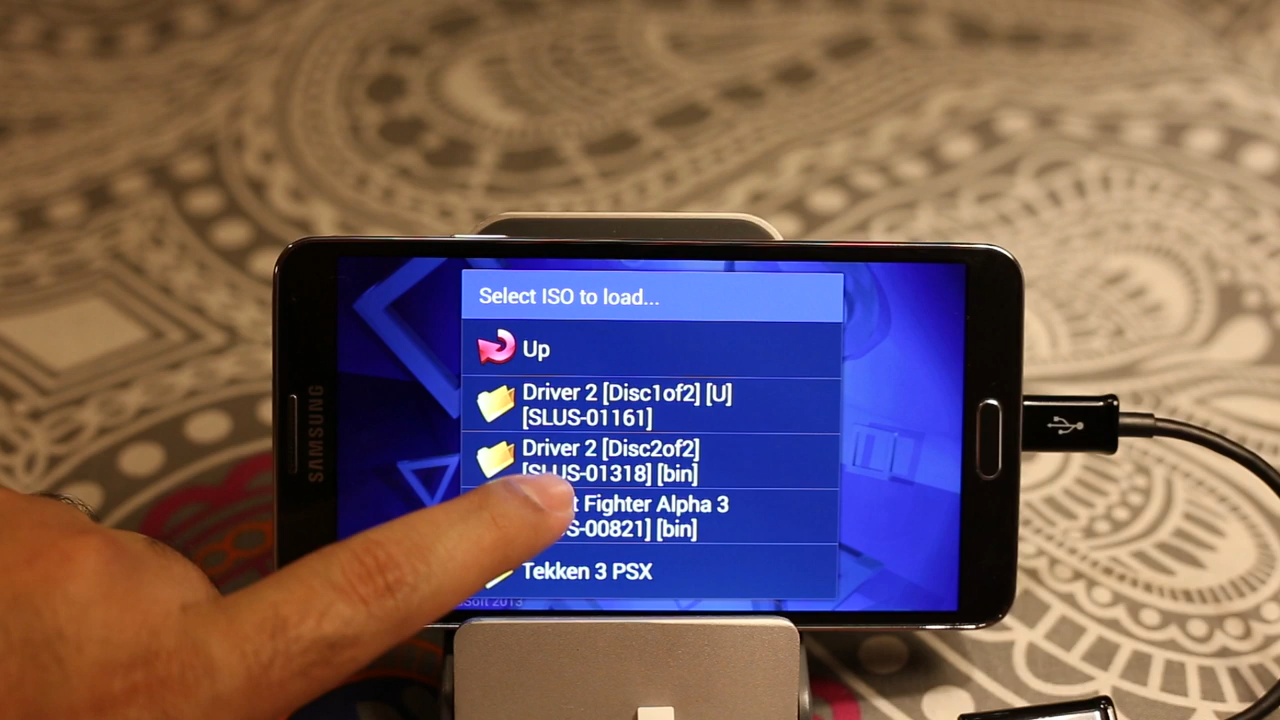 Select ISO to load...
Up
Driver 2 [Disc1of2] [U]
[SLUS-01161]
Driver 2 [Disc2of2]
[SLUS-01318] [bin]
Fighter Alpha 3
-00821] [bin]
Tekken 3 PSX
2013
SAMSUNG